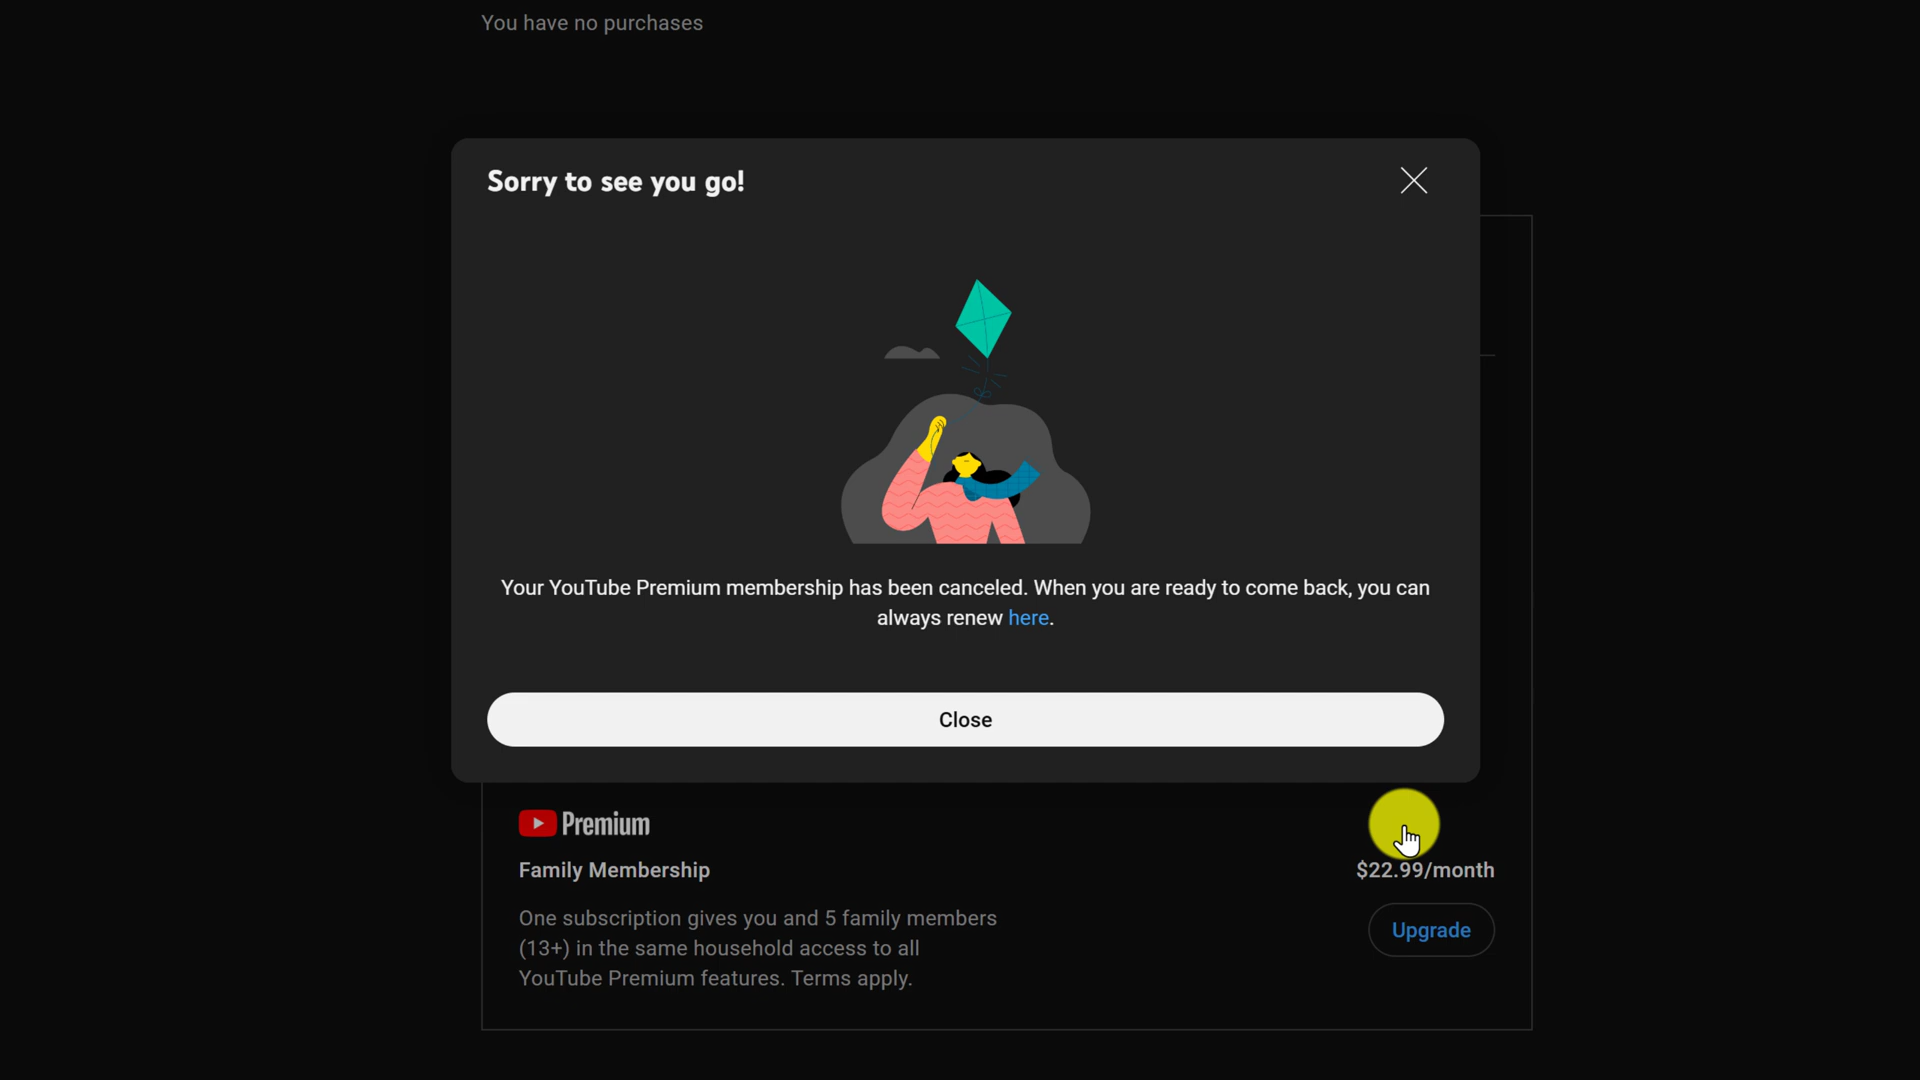 You have no purchases
Sorry to see you go!
Your YouTube Premium membership has been canceled. When you are ready to come back, you can
always renew here.
Close
Premium
Family Membership
$22.99/month
One subscription gives you and 5 family members
(13+) in the same household access to all
YouTube Premium features. Terms apply.
Upgrade